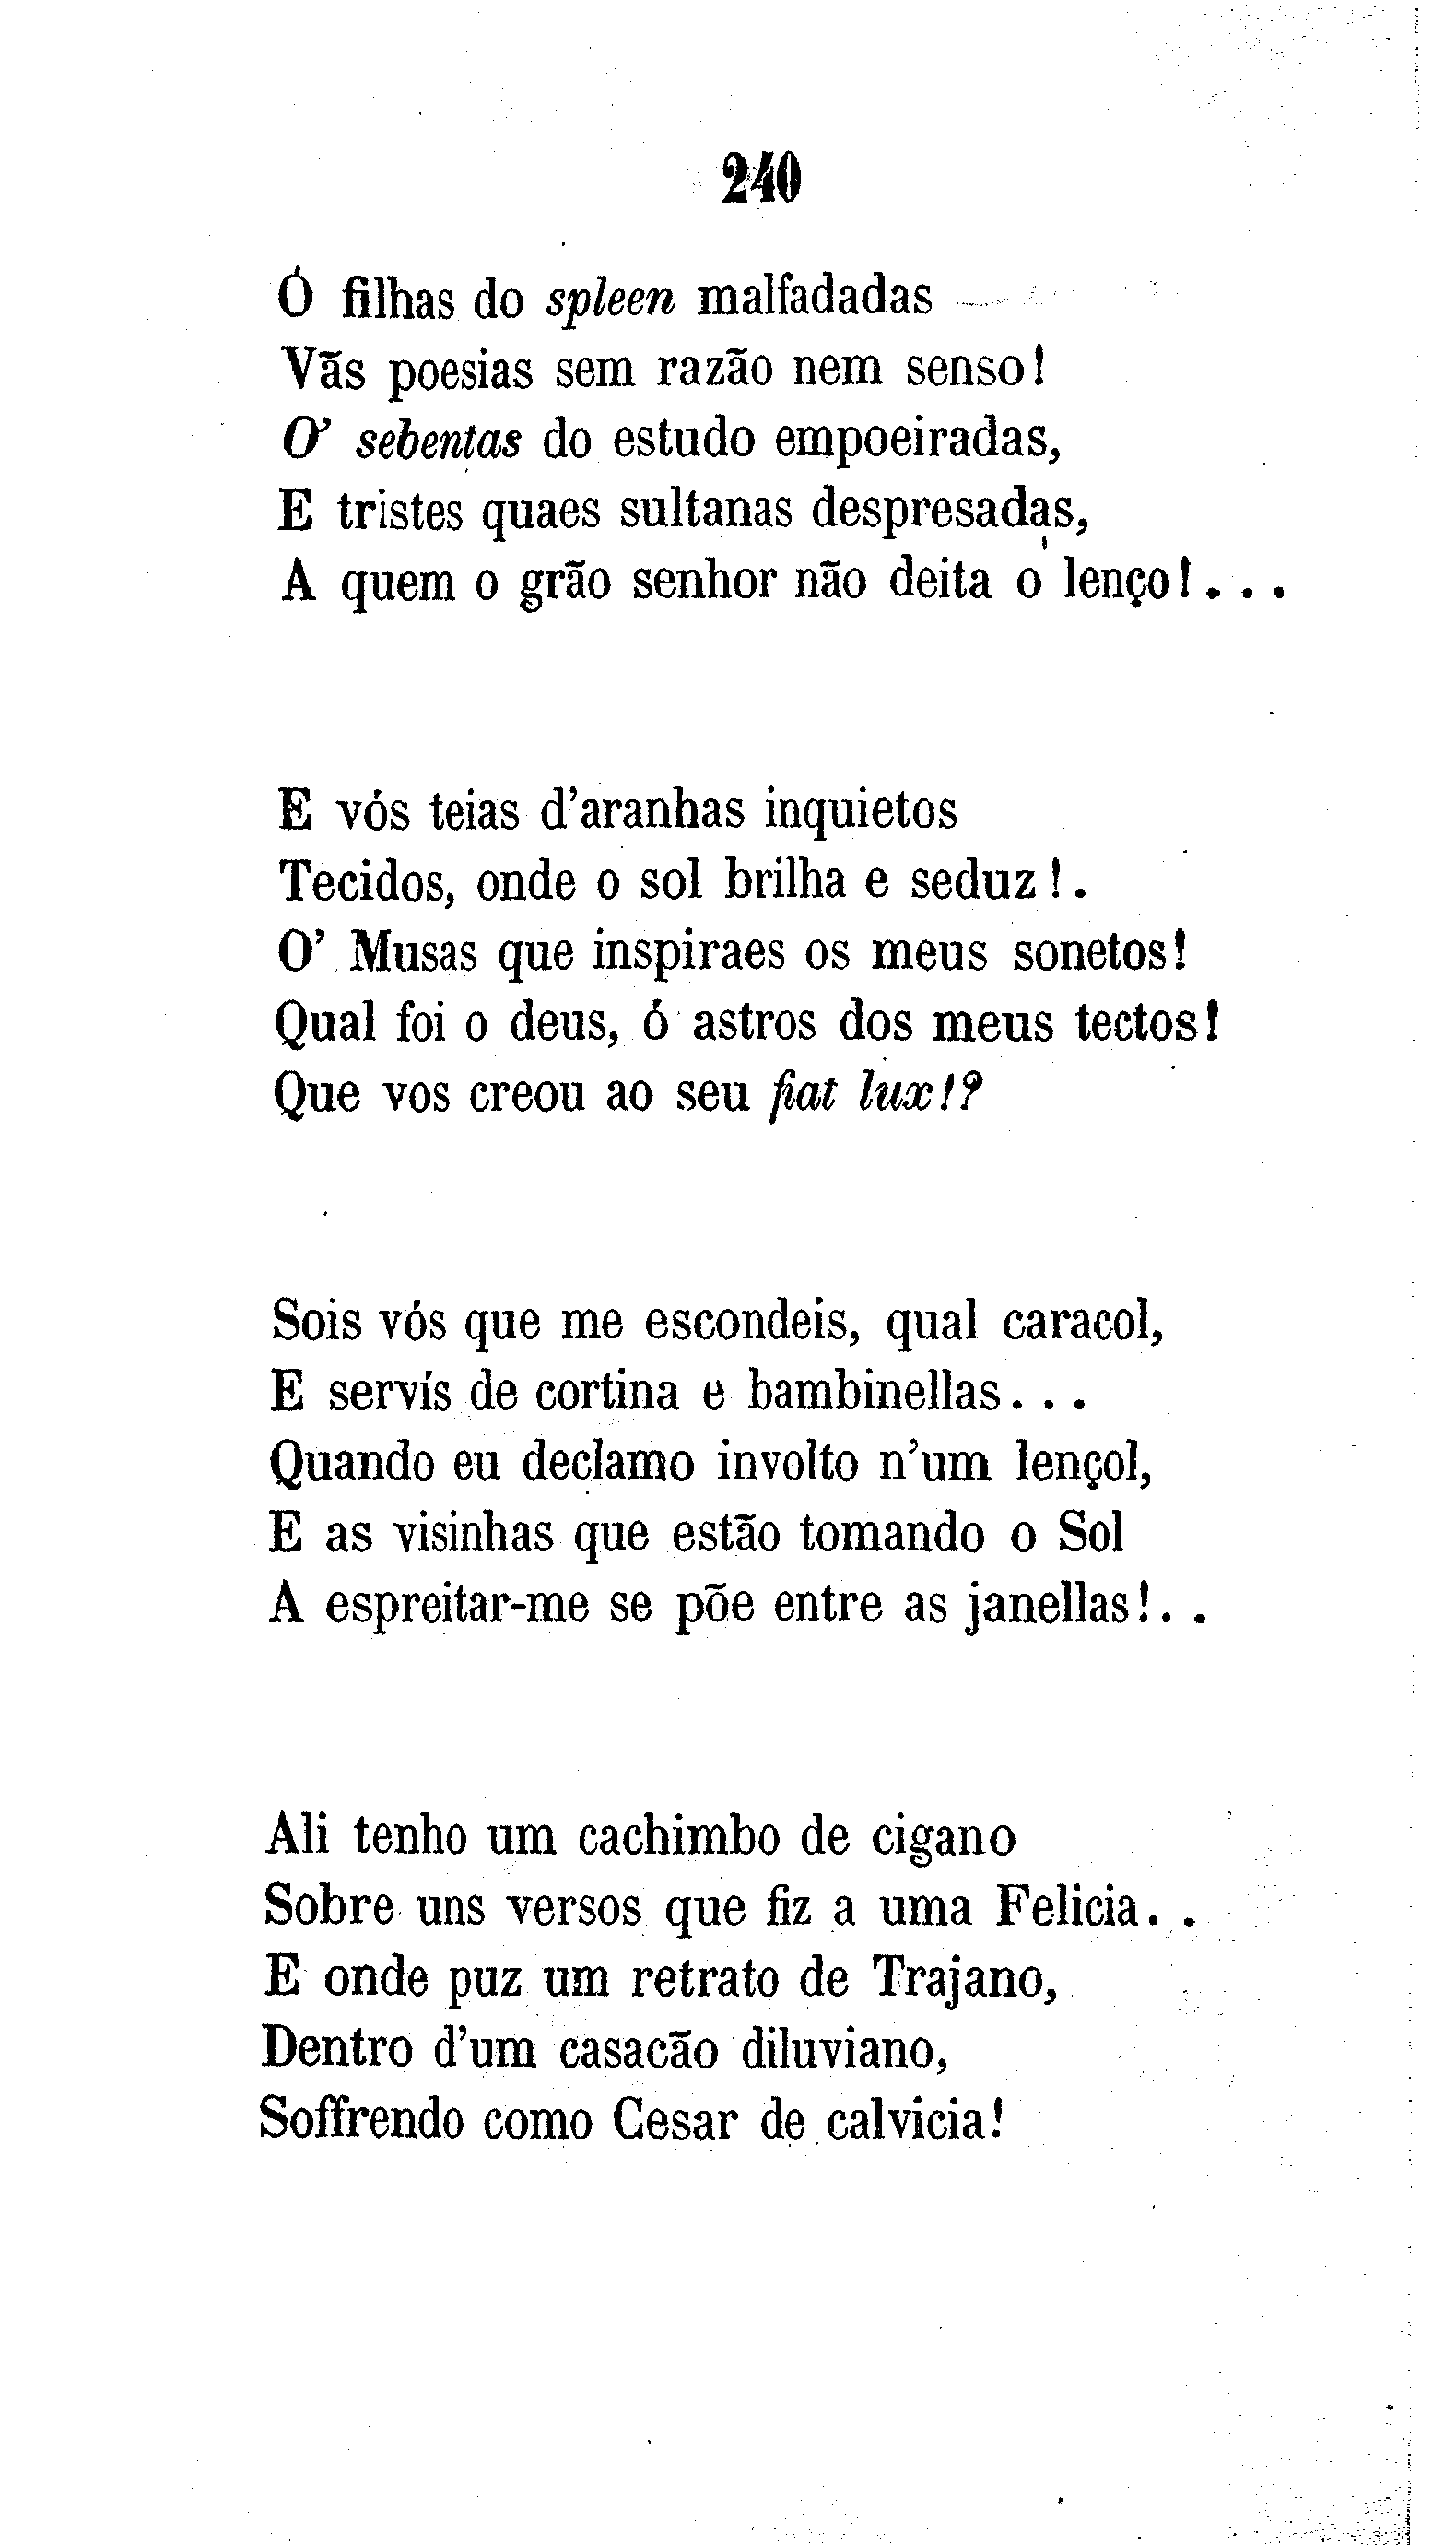 240
Ó filhas do spleen malfadadas
Vãs poesias sem razão nem senso!
O' sebentas do estudo empoeiradas,
E tristes quaes sultanas despresadas,
A quem o grão senhor não deita o lenço!...
E vós teias d'aranhas inquietos
Tecidos, onde o sol brilha e seduz!.
O' Musas que inspiraes os meus sonetos!
Qual foi o deus, ó astros dos meus tectos!
Que vos creou ao seu fiat lux!?
Sois vós que me escondeis, qual caracol,
E servís de cortina e bambinellas...
Quando eu declamo involto n'um lençol,
E as visinhas que estão tomando o Sol
A espreitar-me se põe entre as janellas!..
Ali tenho um cachimbo de cigano
Sobre uns versos que fiz a uma Felicia..
E onde puz um retrato de Trajano,
Dentro d'um casacão diluviano,
Soffrendo como Cesar de calvicia!